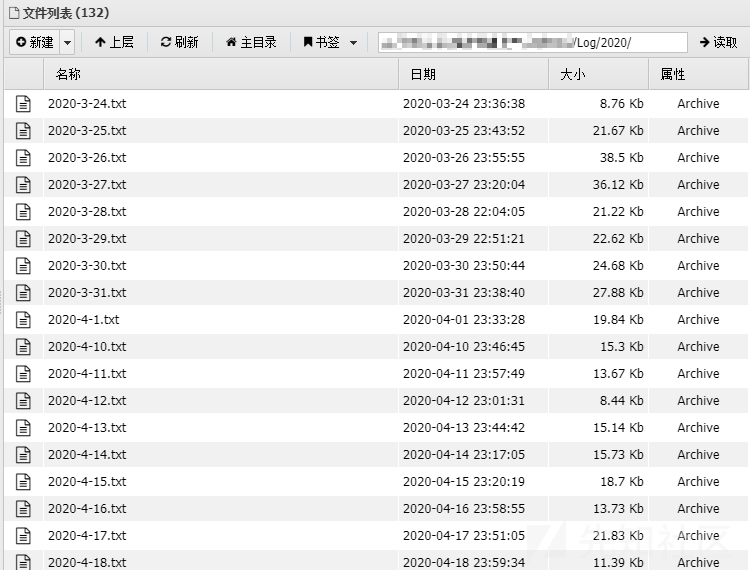 文件列表 (132)
新建 上层 刷新 主目录 书签 /Log/2020/ 读取
名称 日期 大小 属性
2020-3-24.txt 2020-03-24 23:36:38 8.76 Kb Archive
2020-3-25.txt 2020-03-25 23:43:52 21.67 Kb Archive
2020-3-26.txt 2020-03-26 23:55:55 38.5 Kb Archive
2020-3-27.txt 2020-03-27 23:20:04 36.12 Kb Archive
2020-3-28.txt 2020-03-28 22:04:05 21.22 Kb Archive
2020-3-29.txt 2020-03-29 22:51:21 22.62 Kb Archive
2020-3-30.txt 2020-03-30 23:50:44 24.68 Kb Archive
2020-3-31.txt 2020-03-31 23:38:40 27.88 Kb Archive
2020-4-1.txt 2020-04-01 23:33:28 19.84 Kb Archive
2020-4-10.txt 2020-04-10 23:46:45 15.3 Kb Archive
2020-4-11.txt 2020-04-11 23:57:49 13.67 Kb Archive
2020-4-12.txt 2020-04-12 23:01:31 8.44 Kb Archive
2020-4-13.txt 2020-04-13 23:44:42 15.14 Kb Archive
2020-4-14.txt 2020-04-14 23:17:05 15.73 Kb Archive
2020-4-15.txt 2020-04-15 23:20:19 18.7 Kb Archive
2020-4-16.txt 2020-04-16 23:58:55 13.73 Kb Archive
2020-4-17.txt 2020-04-17 23:51:05 21.83 Kb Archive
2020-4-18.txt 2020-04-18 23:59:34 11.39 Kb Archive
先知社区